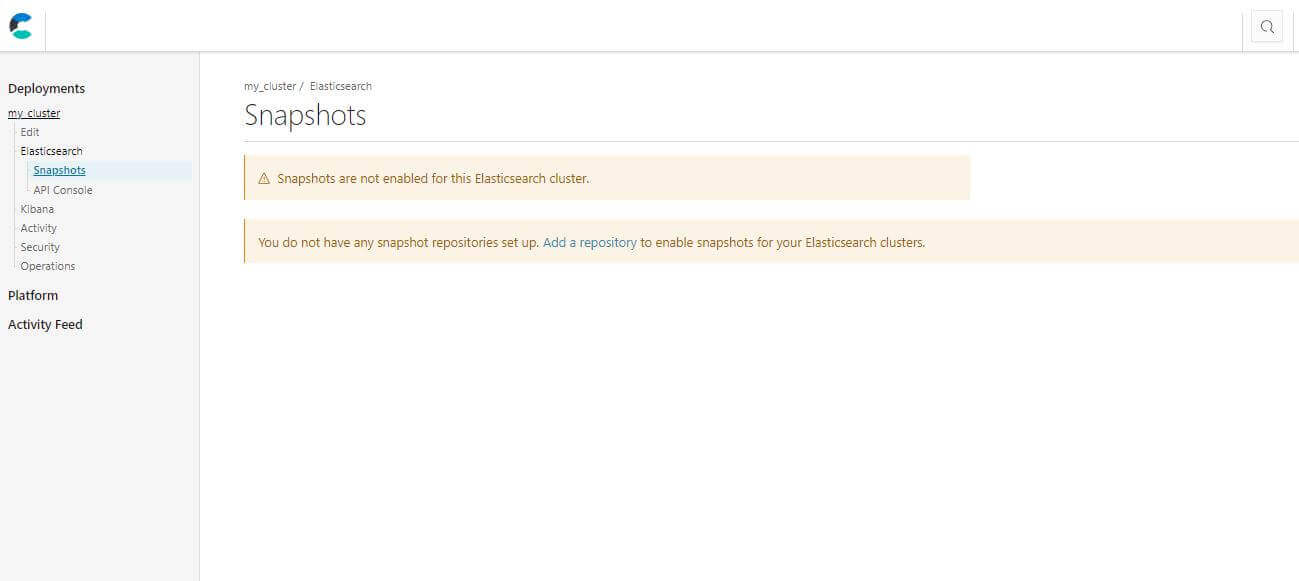 Deployments
my_cluster
Edit
Elasticsearch
Snapshots
API Console
Kibana
Activity
Security
Operations
Platform
Activity Feed
my_cluster / Elasticsearch
Snapshots
Snapshots are not enabled for this Elasticsearch cluster.
You do not have any snapshot repositories set up. Add a repository to enable snapshots for your Elasticsearch clusters.